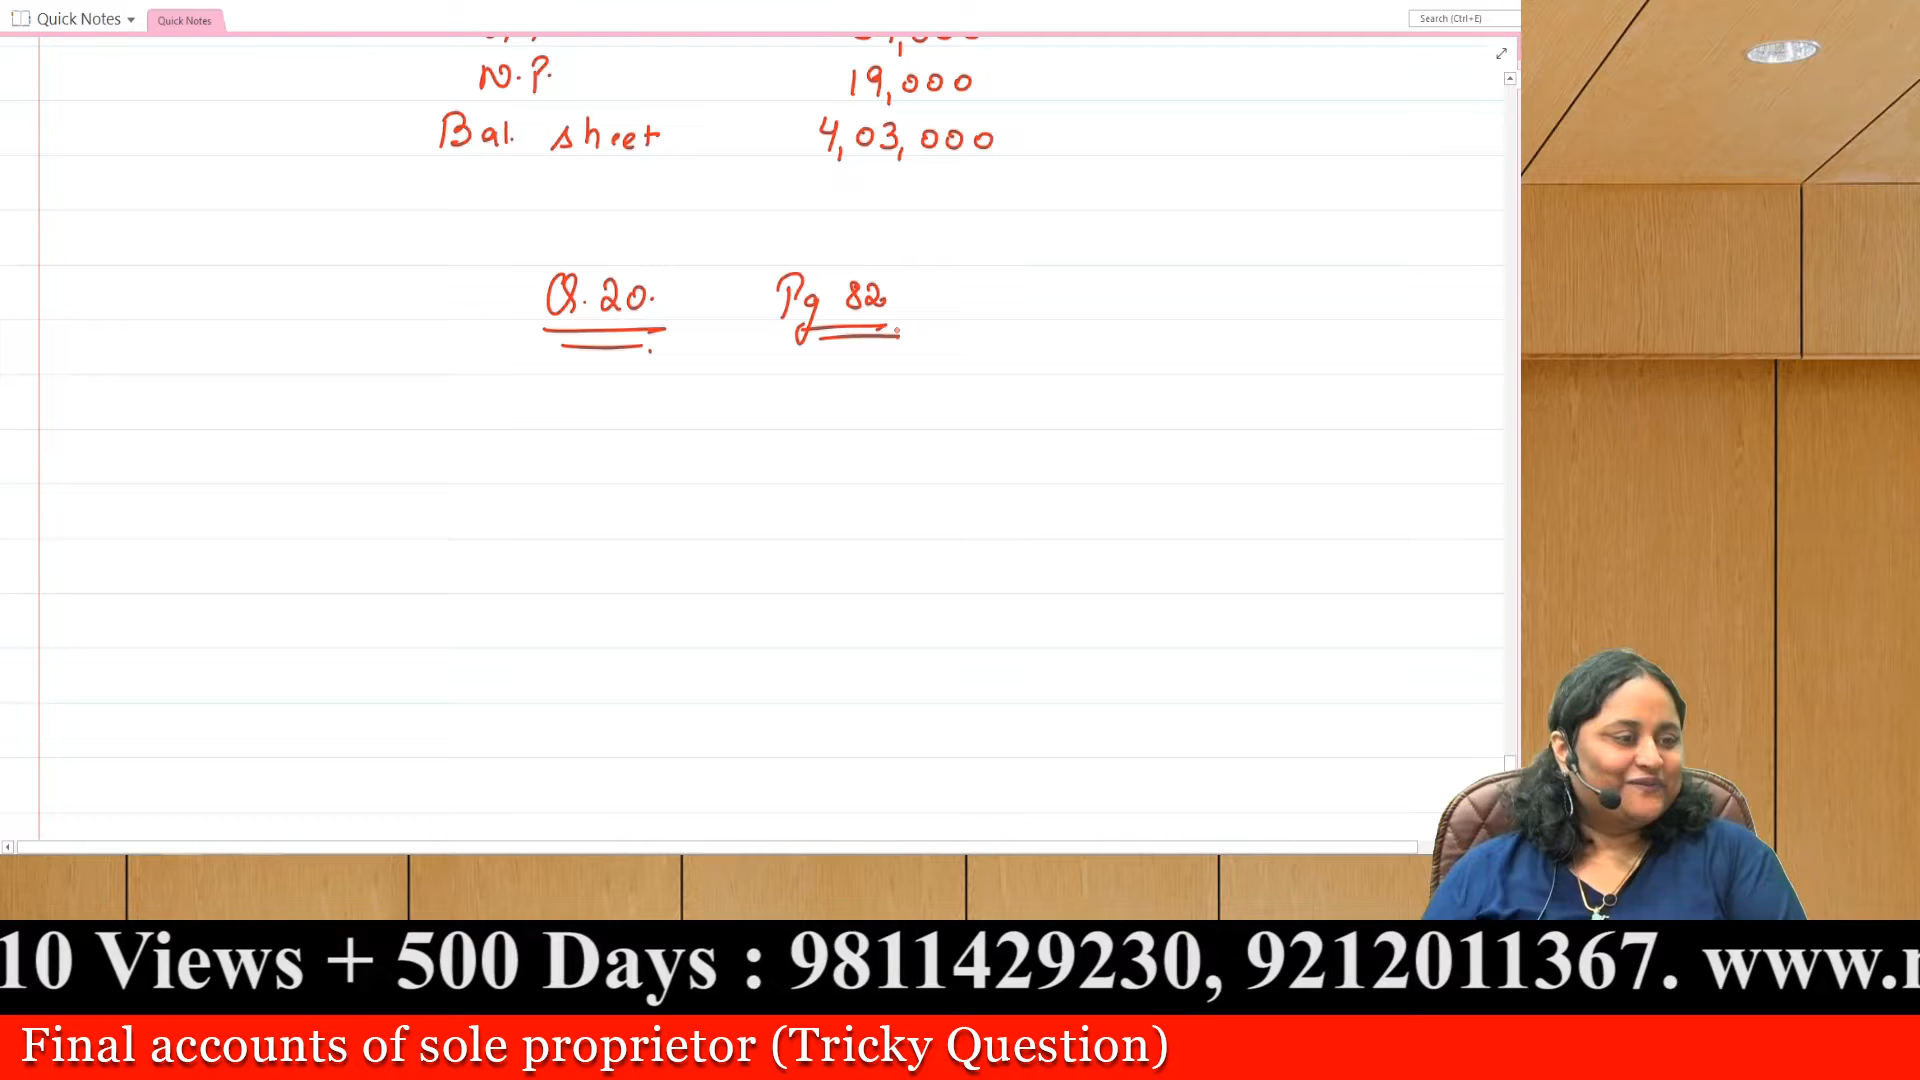 Quick Notes
Quick Notes
Search (Ctrl+E)
N.P. 19,000
Bal. sheet 4,03,000
Q. 20. Pg 82
10 Views + 500 Days : 9811429230, 9212011367. www.
Final accounts of sole proprietor (Tricky Question)